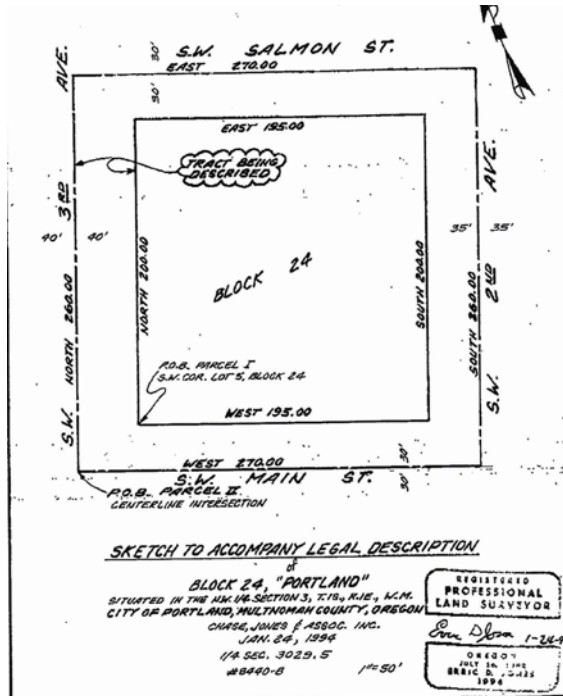 S.W. SALMON ST.
30'
EAST 270.00
30'
AVE.
EAST 195.00
TRACT BEING
DESCRIBED
3RD
AVE.
40' 40'
35' 35'
NORTH 200.00
BLOCK 24
SOUTH 200.00
NORTH 260.00
2ND
SOUTH 260.00
S.W.
S.W.
P.O.B. PARCEL I
S.W. COR. LOT 5, BLOCK 24
WEST 195.00
30'
WEST 270.00
S.W. MAIN ST.
30'
P.O.B. PARCEL II
CENTERLINE INTERSECTION
SKETCH TO ACCOMPANY LEGAL DESCRIPTION
of
BLOCK 24, "PORTLAND"
SITUATED IN THE N.W. 1/4 SECTION 3, T.1S., R.1E., W.M.
CITY OF PORTLAND, MULTNOMAH COUNTY, OREGON
CHASE, JONES & ASSOC. INC.
JAN. 24, 1994
1/4 SEC. 3029.5
#8440-B 1"=50'
REGISTERED
PROFESSIONAL
LAND SURVEYOR
OREGON
JULY